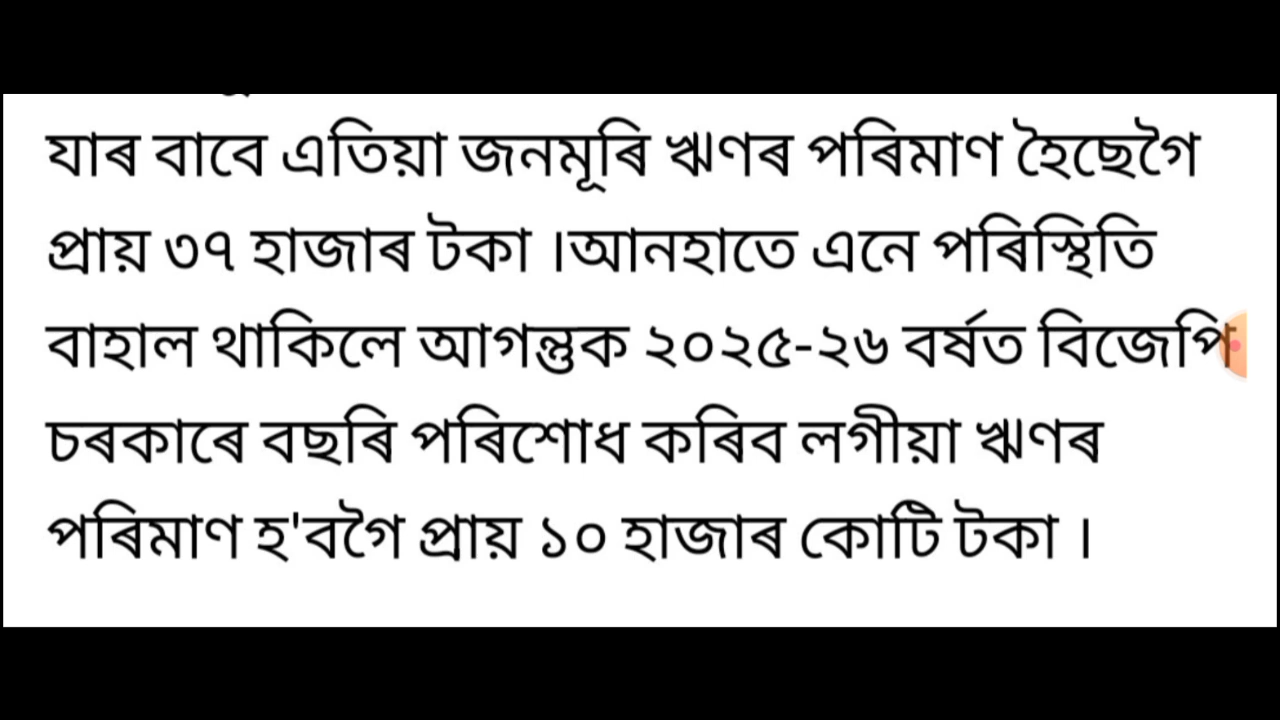 যাৰ বাবে এতিয়া জনমূৰি ঋণৰ পৰিমাণ হৈছেগৈ
প্ৰায় ৩৭ হাজাৰ টকা ।আনহাতে এনে পৰিস্থিতি
বাহাল থাকিলে আগন্তুক ২০২৫-২৬ বৰ্ষত বিজেপি
চৰকাৰে বছৰি পৰিশোধ কৰিব লগীয়া ঋণৰ
পৰিমাণ হ'বগৈ প্ৰায় ১০ হাজাৰ কোটি টকা ।